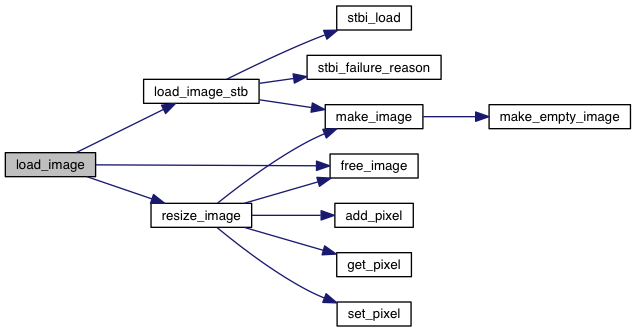 stbi_load
stbi_failure_reason
load_image_stb
make_image
make_empty_image
load_image
free_image
resize_image
add_pixel
get_pixel
set_pixel